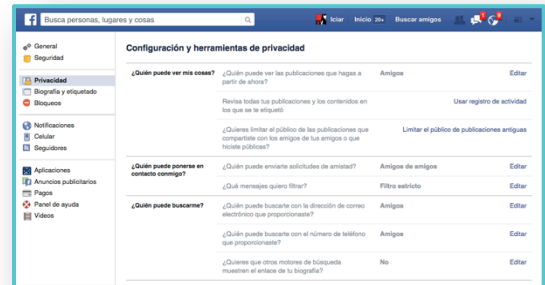 Busca personas, lugares y cosas
Iciar Inicio 20+ Buscar amigos
General
Seguridad
Privacidad
Biografía y etiquetado
Bloqueos
Notificaciones
Celular
Seguidores
Aplicaciones
Anuncios publicitarios
Pagos
Panel de ayuda
Videos
Configuración y herramientas de privacidad
¿Quién puede ver mis cosas?
¿Quién puede ver las publicaciones que hagas a
partir de ahora?
Amigos
Editar
Revisa todas tus publicaciones y los contenidos en
los que se te etiquetó
Usar registro de actividad
¿Quieres limitar el público de las publicaciones que
compartiste con los amigos de tus amigos o que
hiciste públicas?
Limitar el público de publicaciones antiguas
¿Quién puede ponerse en
contacto conmigo?
¿Quién puede enviarte solicitudes de amistad?
Amigos de amigos
Editar
¿Qué mensajes quiero filtrar?
Filtro estricto
Editar
¿Quién puede buscarme?
¿Quién puede buscarte con la dirección de correo
electrónico que proporcionaste?
Amigos
Editar
¿Quién puede buscarte con el número de teléfono
que proporcionaste?
Amigos
Editar
¿Quieres que otros motores de búsqueda
muestren el enlace de tu biografía?
No
Editar